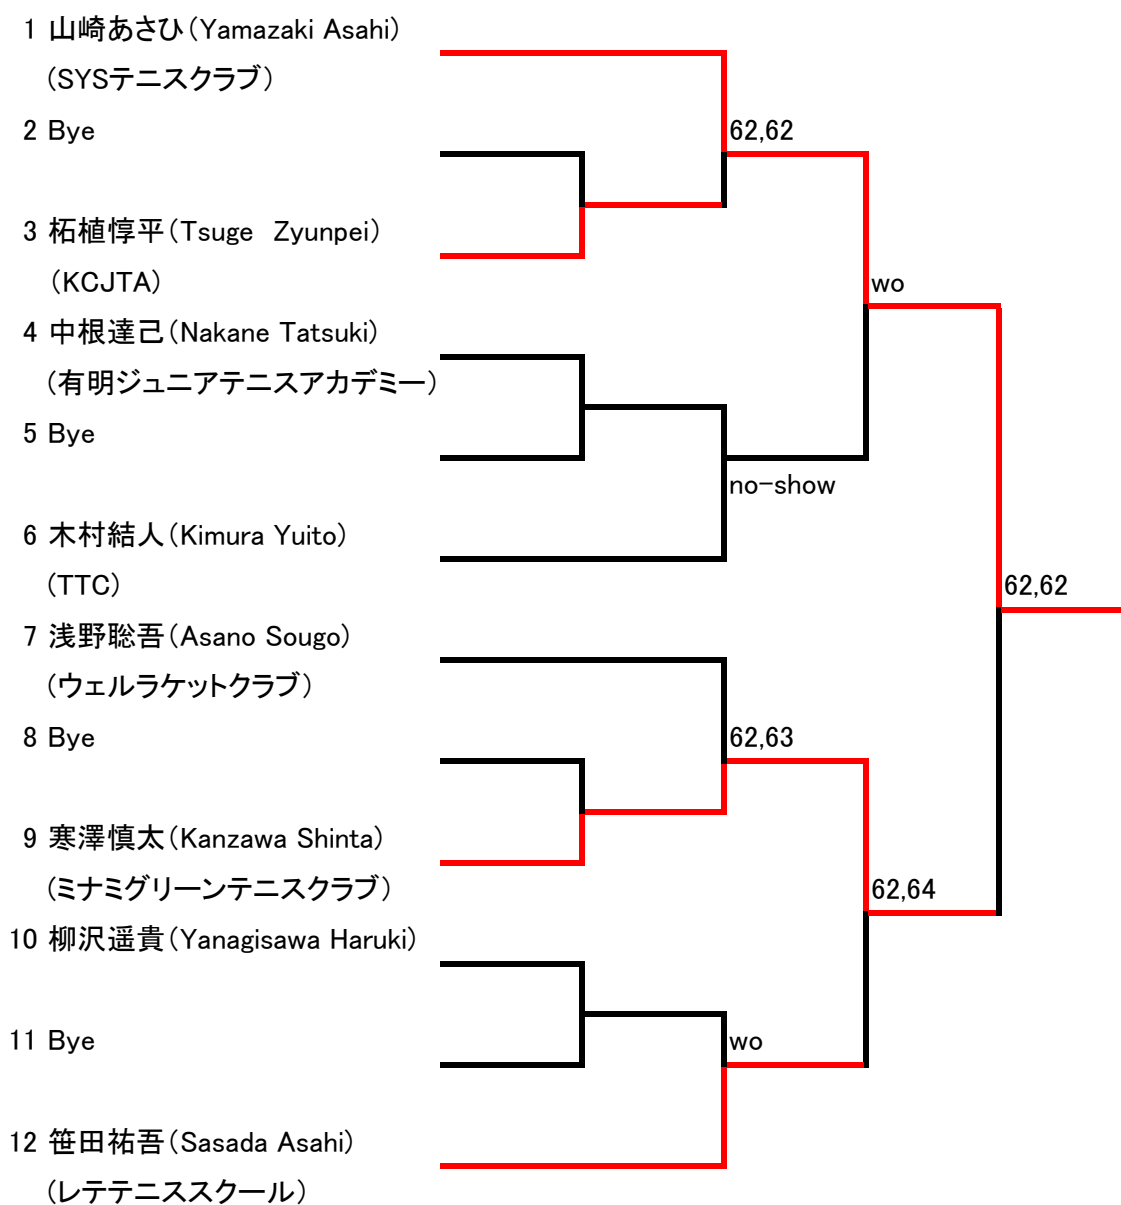 1 山崎あさひ（Yamazaki Asahi）
（SYSテニスクラブ）
2 Bye
62,62
3 柘植惇平（Tsuge　Zyunpei）
（KCJTA）
wo
4 中根達己（Nakane Tatsuki）
（有明ジュニアテニスアカデミー）
5 Bye
no-show
6 木村結人（Kimura Yuito）
（TTC）
62,62
7 浅野聡吾（Asano Sougo）
（ウェルラケットクラブ）
8 Bye
62,63
9 寒澤慎太（Kanzawa Shinta）
（ミナミグリーンテニスクラブ）
62,64
10 柳沢遥貴（Yanagisawa Haruki）
11 Bye
wo
12 笹田祐吾（Sasada Asahi）
（レテテニススクール）